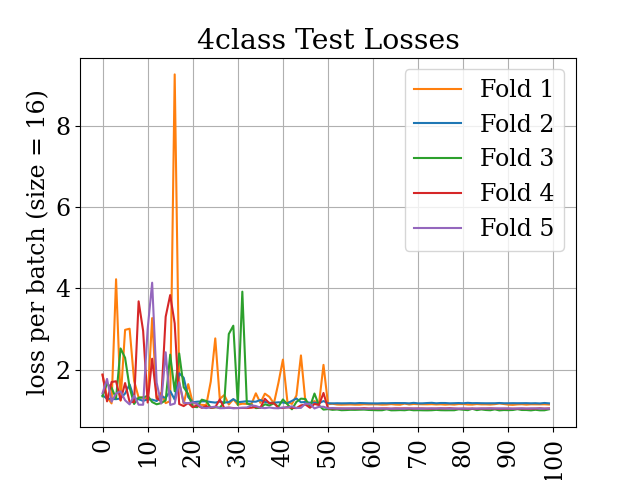 4class Test Losses
loss per batch (size = 16)
8
6
4
2
0
10
20
30
40
50
60
70
80
90
100
Fold 1
Fold 2
Fold 3
Fold 4
Fold 5